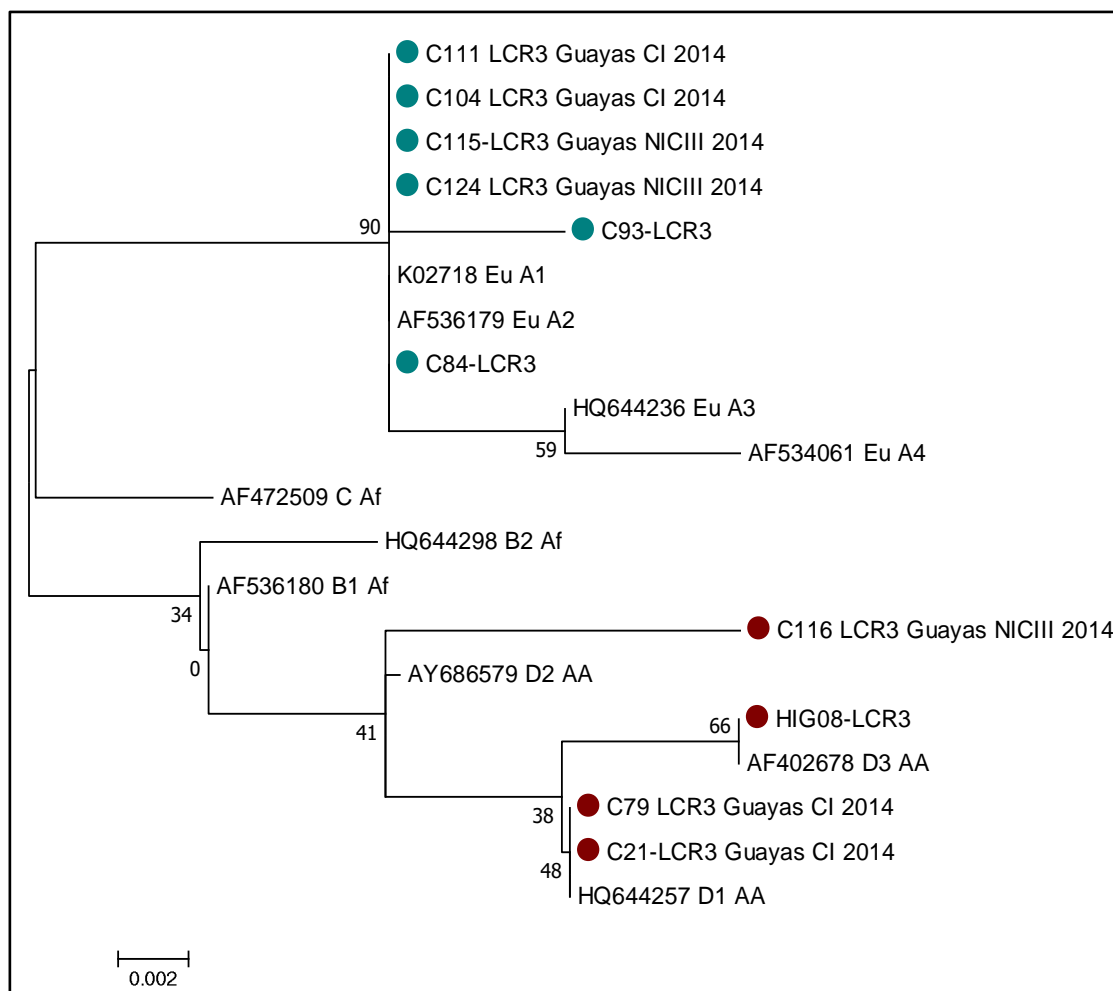 C111 LCR3 Guayas CI 2014
C104 LCR3 Guayas CI 2014
C115-LCR3 Guayas NICIII 2014
C124 LCR3 Guayas NICIII 2014
90
C93-LCR3
K02718 Eu A1
AF536179 Eu A2
C84-LCR3
HQ644236 Eu A3
59
AF534061 Eu A4
AF472509 C Af
HQ644298 B2 Af
AF536180 B1 Af
34
C116 LCR3 Guayas NICIII 2014
0
AY686579 D2 AA
41
66
HIG08-LCR3
AF402678 D3 AA
C79 LCR3 Guayas CI 2014
38
C21-LCR3 Guayas CI 2014
48
HQ644257 D1 AA
0.002